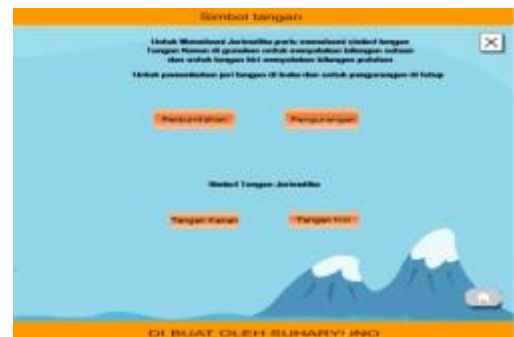 Simbol tangan
Untuk Memahami Jarimatika perlu memahami simbol tangan
Tangan Kanan di gunakan untuk menyatakan bilangan satuan
dan untuk tangan kiri menyatakan bilangan puluhan
Untuk penambahan jari tangan di buka dan untuk pengurangan di tutup
Penambahan
Pengurangan
Simbol Tangan Jarimatika
Tangan Kanan
Tangan Kiri
DI BUAT OLEH